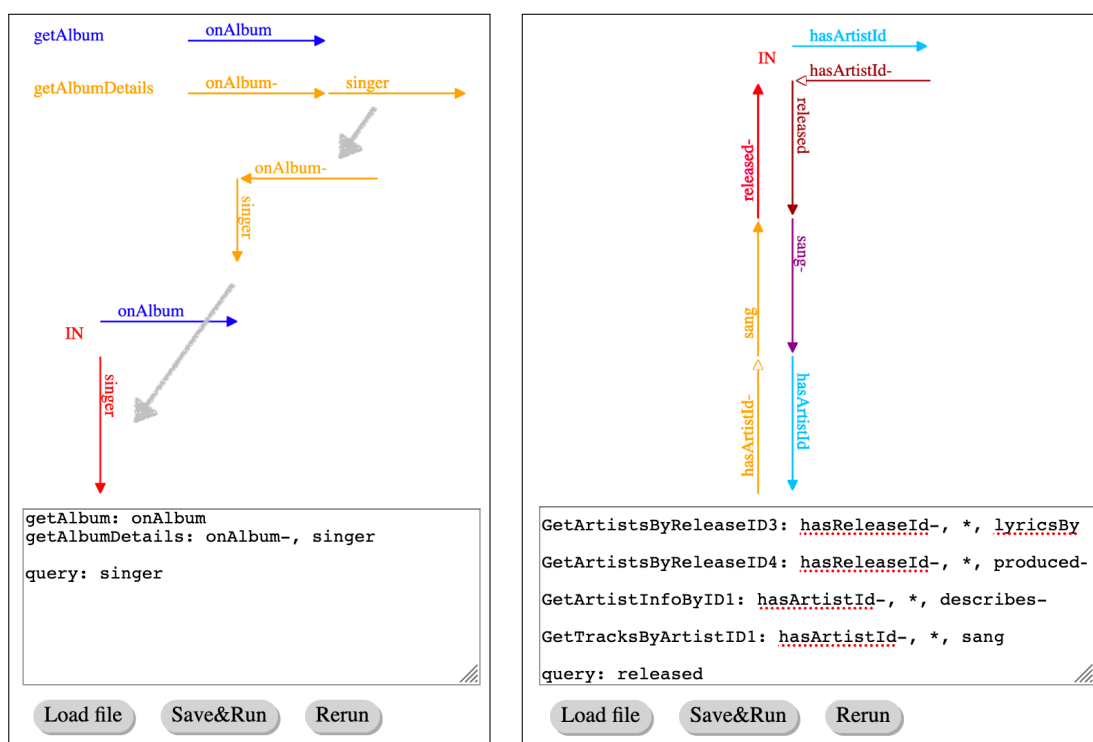 getAlbum onAlbum
getAlbumDetails onAlbum- singer
onAlbum-
singer
onAlbum
IN
singer
getAlbum: onAlbum
getAlbumDetails: onAlbum-, singer
query: singer
Load file Save&Run Rerun
hasArtistId
IN
hasArtistId-
released
released-
sang-
sang
hasArtistId
hasArtistId-
GetArtistsByReleaseID3: hasReleaseId-, *, lyricsBy
GetArtistsByReleaseID4: hasReleaseId-, *, produced-
GetArtistInfoByID1: hasArtistId-, *, describes-
GetTracksByArtistID1: hasArtistId-, *, sang
query: released
Load file Save&Run Rerun